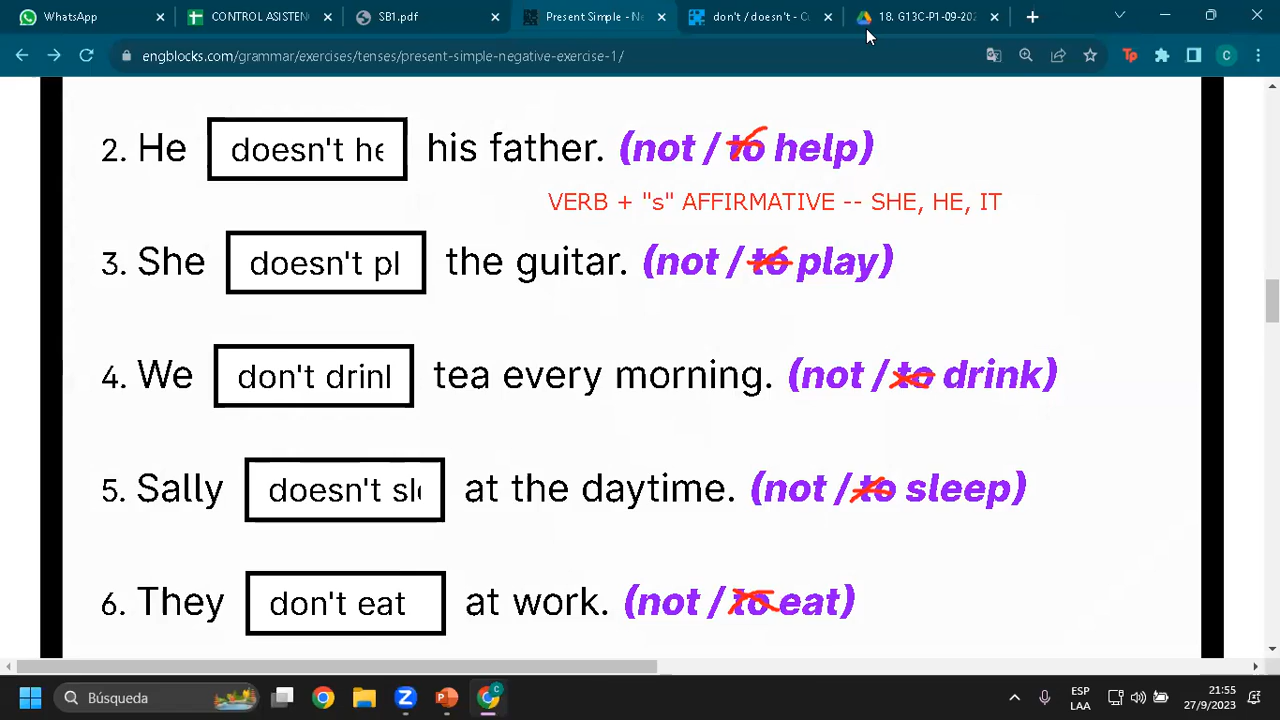 WhatsApp
CONTROL ASISTEN
SB1.pdf
Present Simple - Ne
don't / doesn't - C
18. G13C-P1-09-202
engblocks.com/grammar/exercises/tenses/present-simple-negative-exercise-1/
Tp
C
2. He doesn't he his father. (not / to help)
VERB + "s" AFFIRMATIVE -- SHE, HE, IT
3. She doesn't pl the guitar. (not / to play)
4. We don't drinl tea every morning. (not / to drink)
5. Sally doesn't sle at the daytime. (not / to sleep)
6. They don't eat at work. (not / to eat)
Búsqueda
ESP
LAA
21:55
27/9/2023